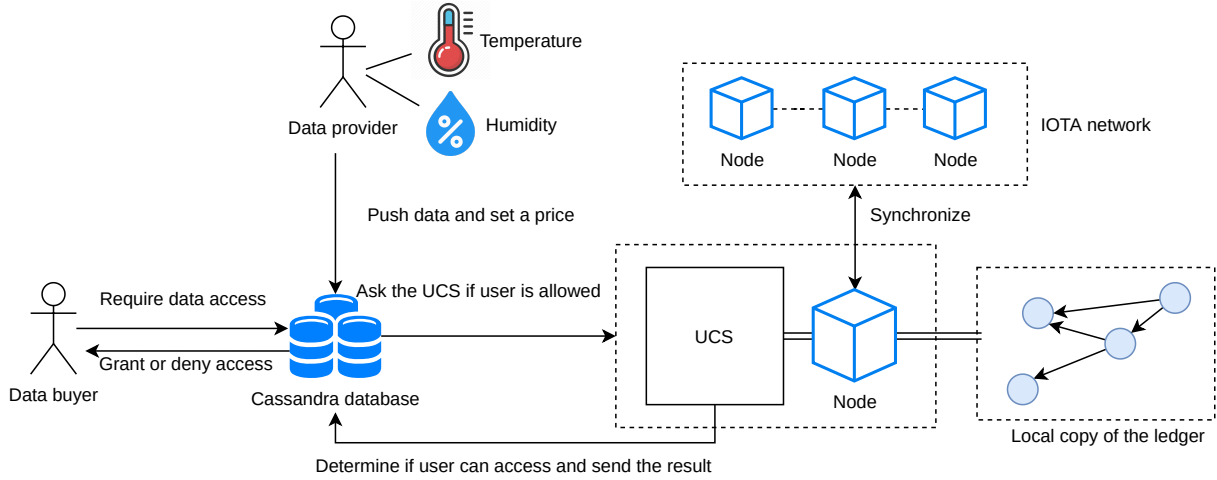 Temperature
Data provider
Humidity
IOTA network
Node
Node
Node
Push data and set a price
Synchronize
Require data access
Ask the UCS if user is allowed
UCS
Grant or deny access
Data buyer
Cassandra database
Node
Local copy of the ledger
Determine if user can access and send the result